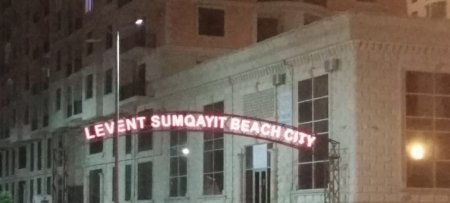 LEVENT SUMQAYIT BEACH CITY